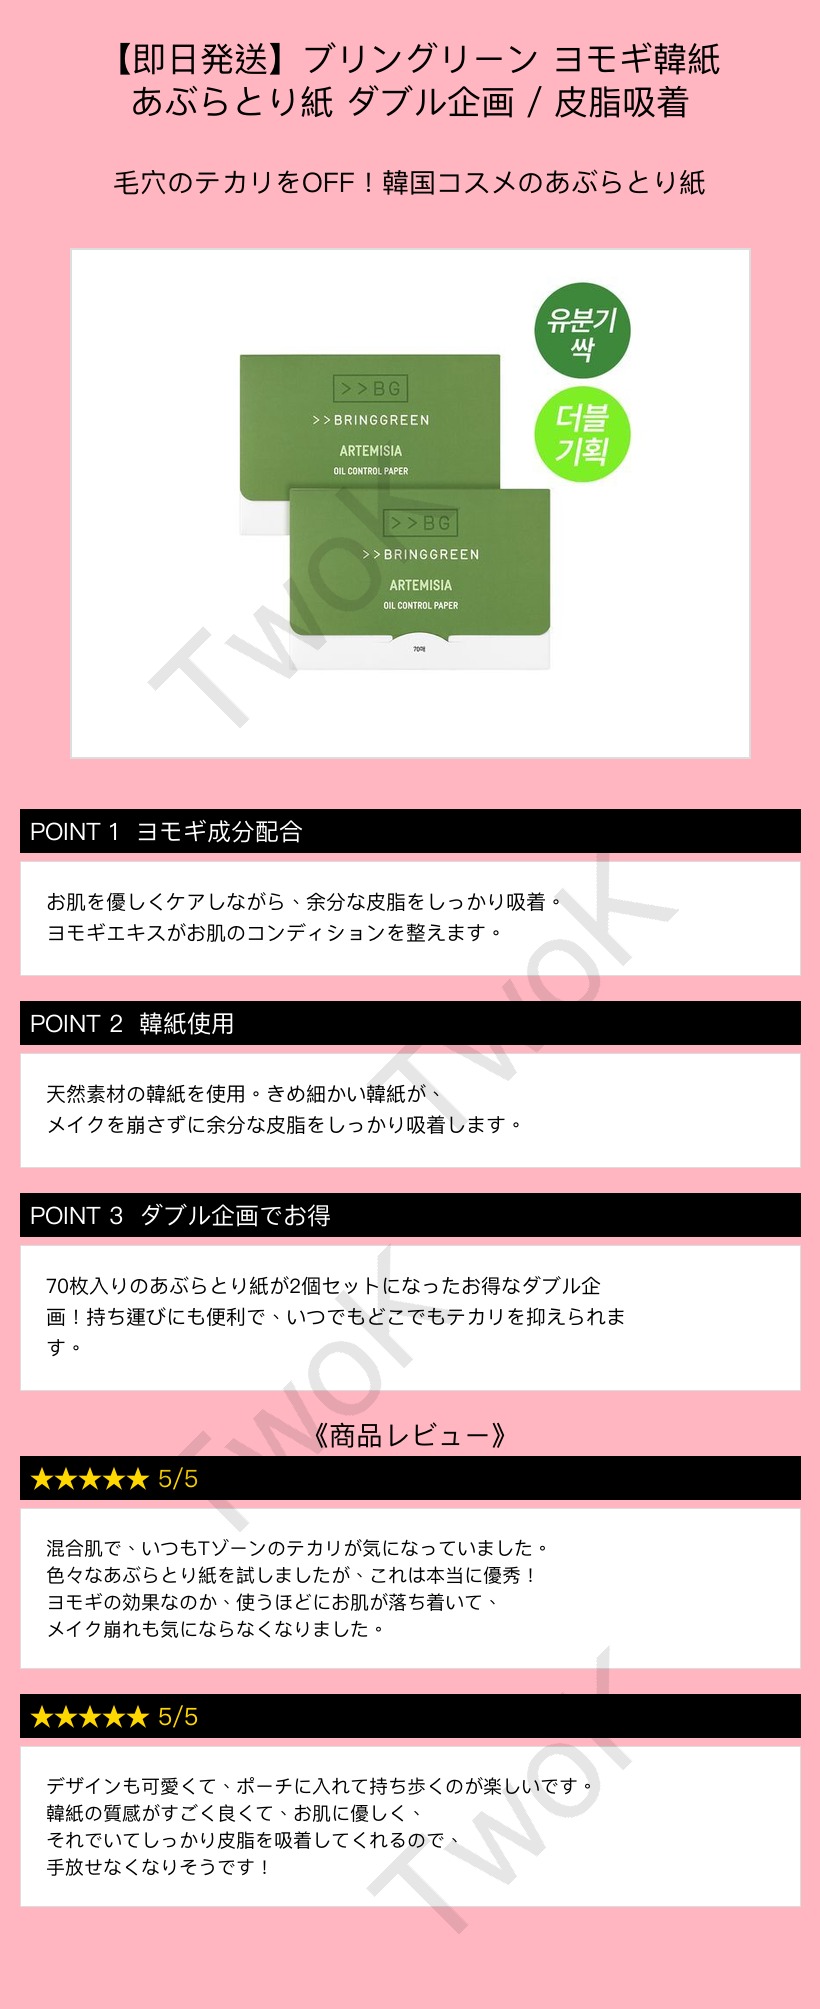 【即日発送】ブリングリーン ヨモギ韓紙
あぶらとり紙 ダブル企画 / 皮脂吸着
毛穴のテカリをOFF！韓国コスメのあぶらとり紙
유분기
싹
더블
기획
>>BG
>>BRINGGREEN
ARTEMISIA
OIL CONTROL PAPER
>>BG
>>BRINGGREEN
ARTEMISIA
OIL CONTROL PAPER
70매
TwoK
POINT 1 ヨモギ成分配合
お肌を優しくケアしながら、余分な皮脂をしっかり吸着。
ヨモギエキスがお肌のコンディションを整えます。
TwoK
POINT 2 韓紙使用
天然素材の韓紙を使用。きめ細かい韓紙が、
メイクを崩さずに余分な皮脂をしっかり吸着します。
POINT 3 ダブル企画でお得
70枚入りのあぶらとり紙が2個セットになったお得なダブル企
画！持ち運びにも便利で、いつでもどこでもテカリを抑えられま
す。
TwoK
《商品レビュー》
★★★★★ 5/5
混合肌で、いつもTゾーンのテカリが気になっていました。
色々なあぶらとり紙を試しましたが、これは本当に優秀！
ヨモギの効果なのか、使うほどにお肌が落ち着いて、
メイク崩れも気にならなくなりました。
★★★★★ 5/5
デザインも可愛くて、ポーチに入れて持ち歩くのが楽しいです。
韓紙の質感がすごく良くて、お肌に優しく、
それでいてしっかり皮脂を吸着してくれるので、
手放せなくなりそうです！
TwoK